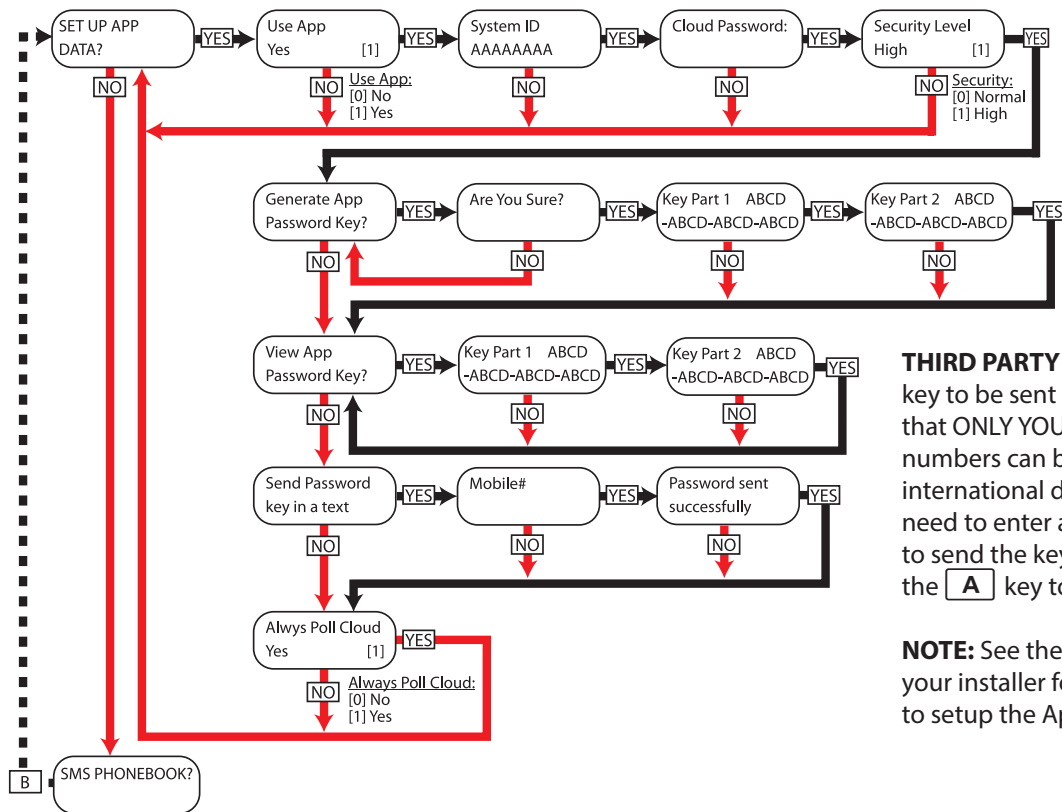 SET UP APP
DATA?
YES
Use App
Yes [1]
YES
System ID
AAAAAAAA
YES
Cloud Password:
YES
Security Level
High [1]
YES
NO
NO
Use App:
[0] No
[1] Yes
NO
NO
NO
Security:
[0] Normal
[1] High
Generate App
Password Key?
YES
Are You Sure?
YES
Key Part 1 ABCD
-ABCD-ABCD-ABCD
YES
Key Part 2 ABCD
-ABCD-ABCD-ABCD
YES
NO
NO
NO
NO
View App
Password Key?
YES
Key Part 1 ABCD
-ABCD-ABCD-ABCD
YES
Key Part 2 ABCD
-ABCD-ABCD-ABCD
YES
NO
NO
NO
Send Password
key in a text
YES
Mobile#
YES
Password sent
successfully
YES
NO
NO
NO
Alwys Poll Cloud
Yes [1]
YES
NO
Always Poll Cloud:
[0] No
[1] Yes
B
SMS PHONEBOOK?
THIRD PARTY
key to be sent
that ONLY YOU
numbers can b
international d
need to enter a
to send the key
the A key to
NOTE: See the
your installer fo
to setup the Ap